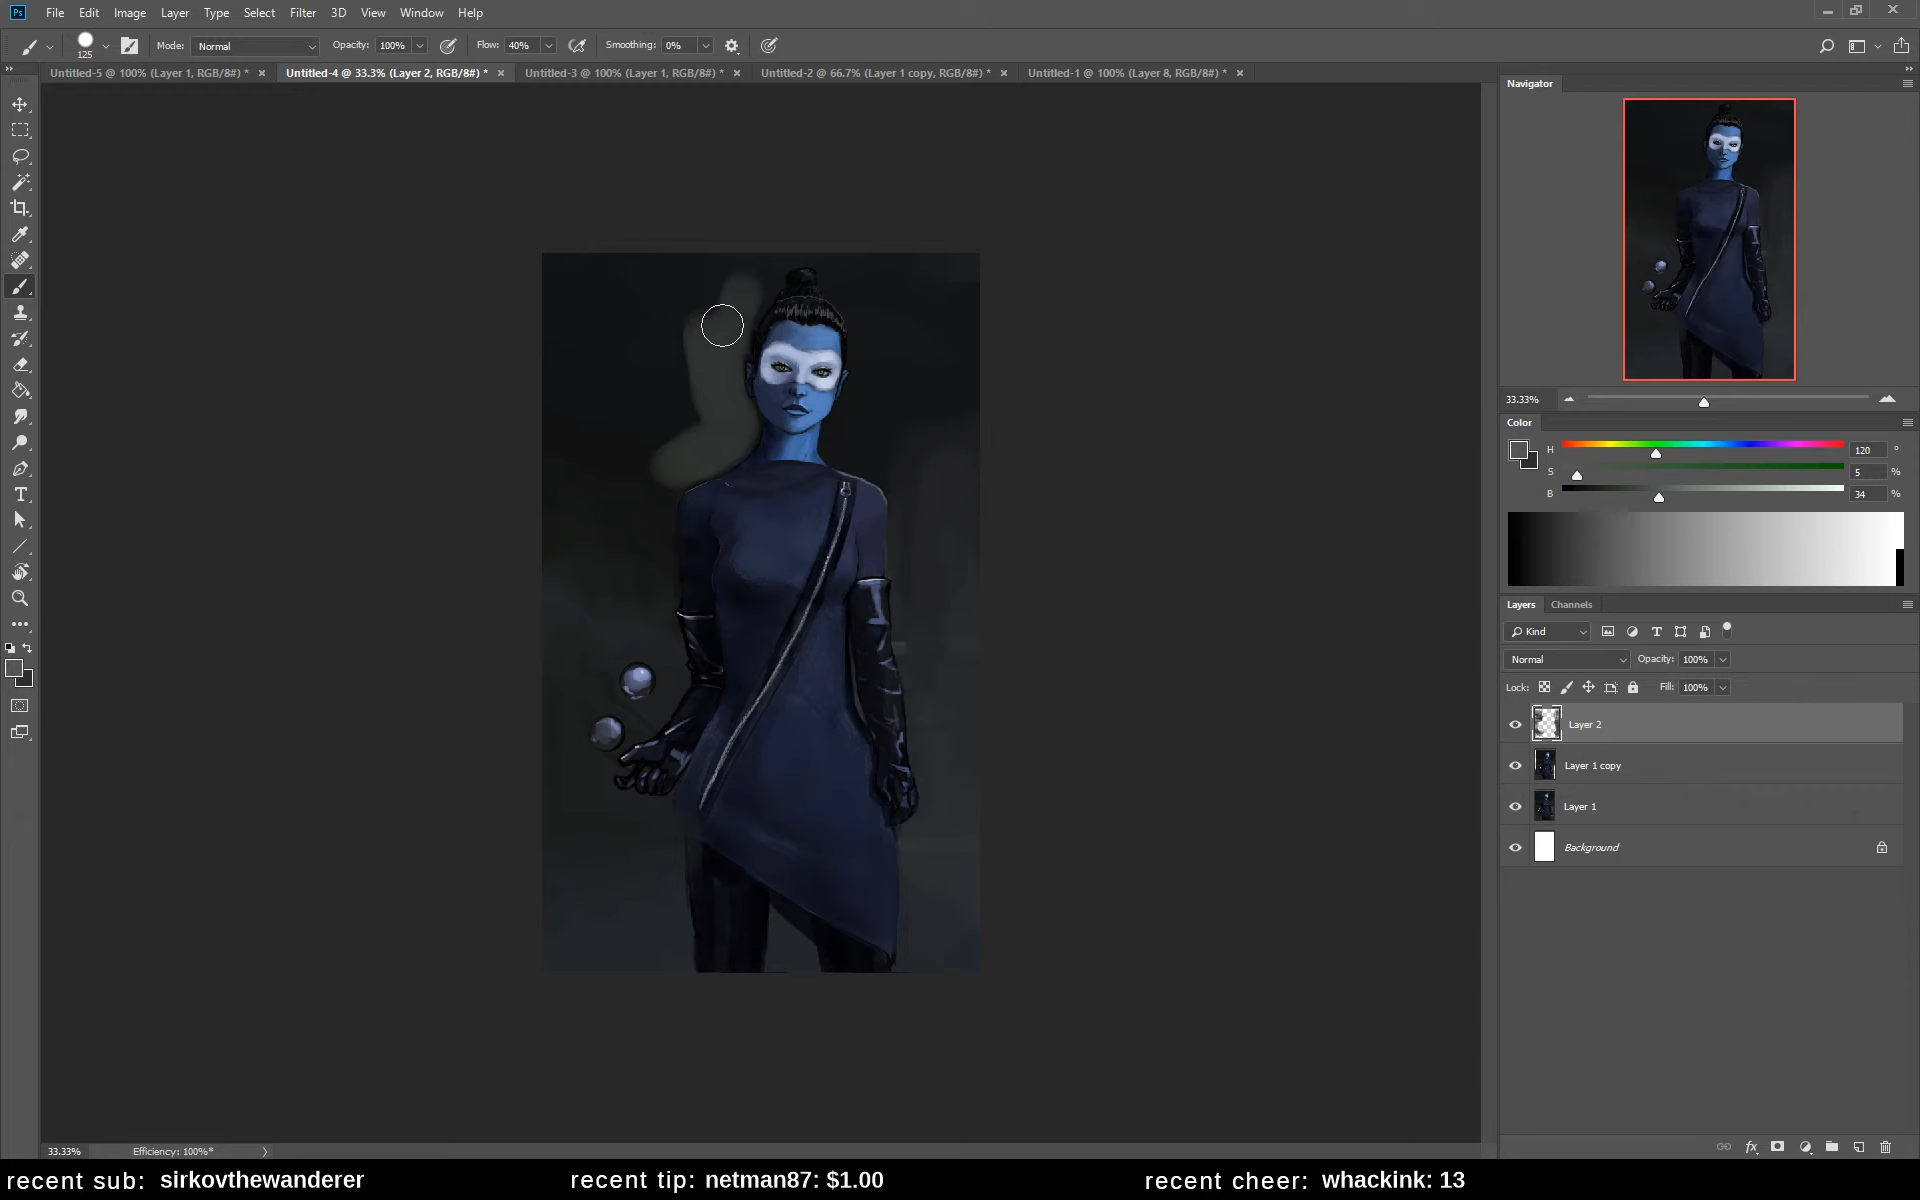 Ps File Edit Image Layer Type Select Filter 3D View Window Help
125 Mode: Normal Opacity: 100% Flow: 40% Smoothing: 0%
Untitled-5 @ 100% (Layer 1, RGB/8#) * Untitled-4 @ 33.3% (Layer 2, RGB/8#) * Untitled-3 @ 100% (Layer 1, RGB/8#) * Untitled-2 @ 66.7% (Layer 1 copy, RGB/8#) * Untitled-1 @ 100% (Layer 8, RGB/8#) *
Navigator
33.33%
Color
H 120 °
S 5 %
B 34 %
Layers Channels
Kind
Normal Opacity: 100%
Lock: Fill: 100%
Layer 2
Layer 1 copy
Layer 1
Background
33.33% Efficiency: 100%*
recent sub: sirkovthewanderer recent tip: netman87: $1.00 recent cheer: whackink: 13